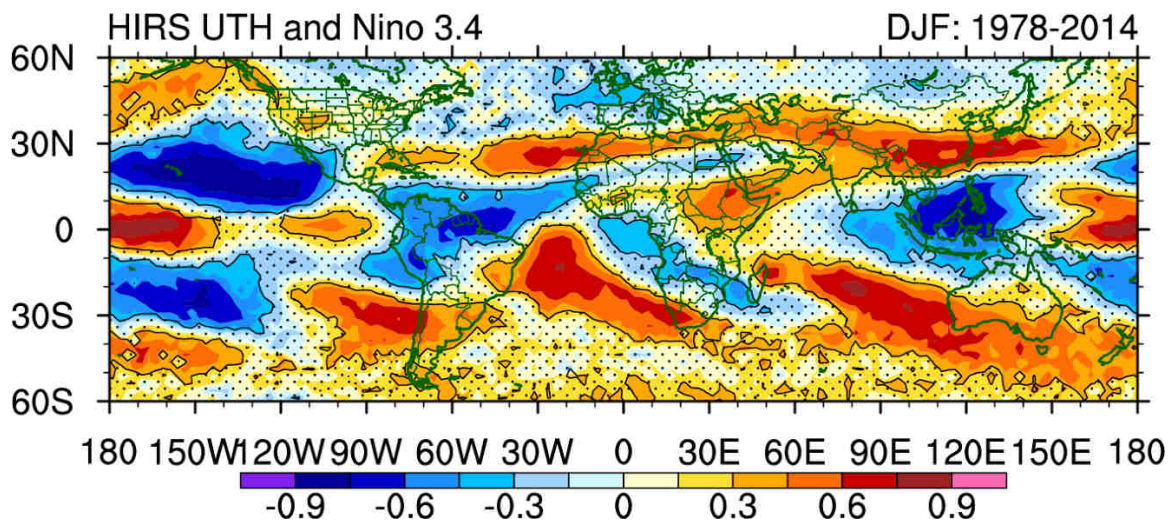 HIRS UTH and Nino 3.4 DJF: 1978-2014
60N
30N
0
30S
60S
180 150W 120W 90W 60W 30W 0 30E 60E 90E 120E 150E 180
-0.9 -0.6 -0.3 0 0.3 0.6 0.9